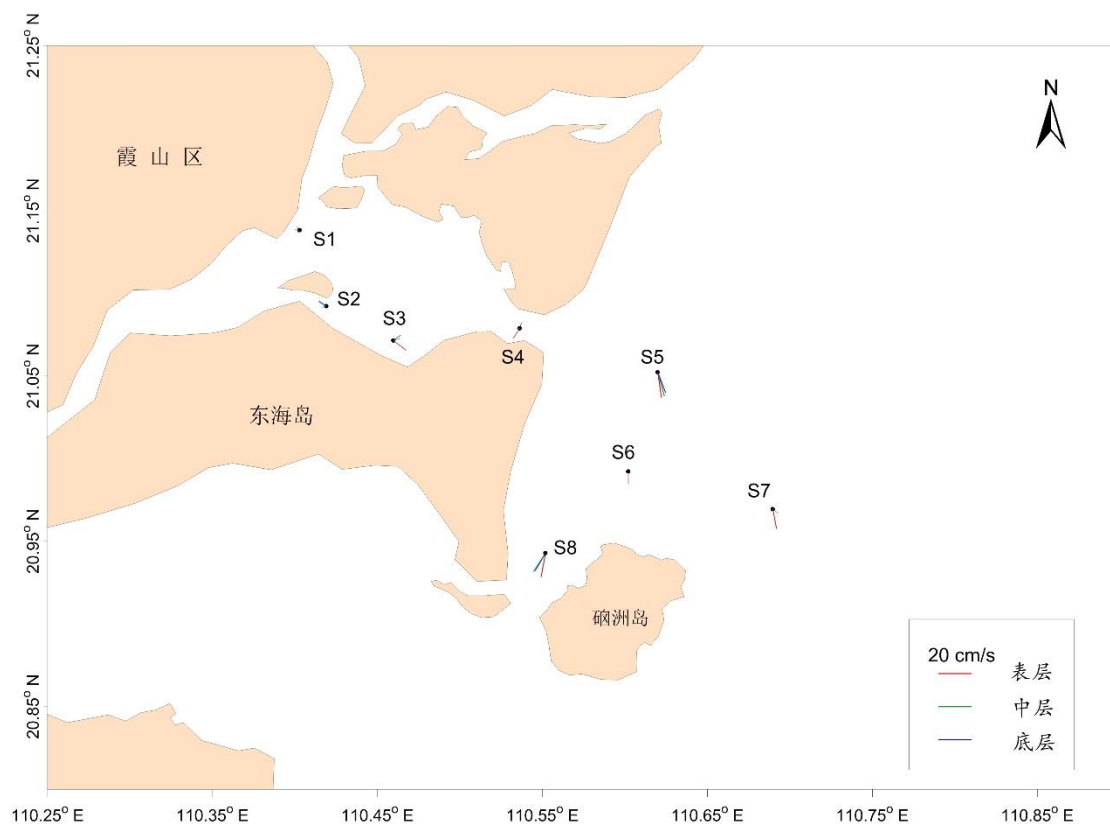 21.25° N
N
霞山区
21.15° N
S1
S2
S3
S4
S5
21.05° N
东海岛
S6
S7
20.95° N
S8
硇洲岛
20 cm/s
表层
中层
底层
20.85° N
110.25° E
110.35° E
110.45° E
110.55° E
110.65° E
110.75° E
110.85° E